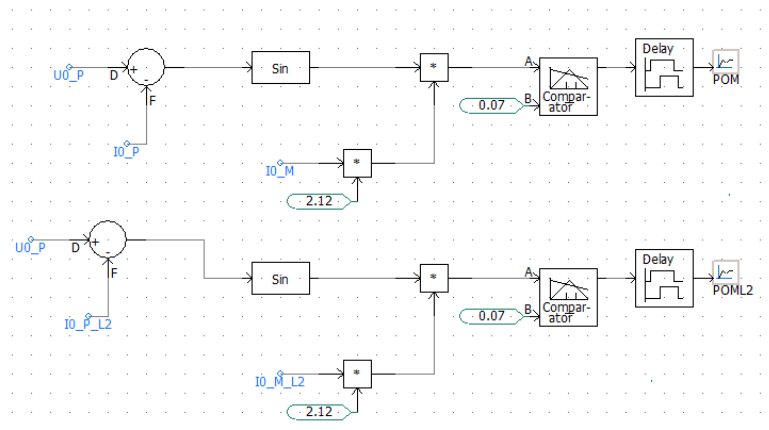 Delay
A
U0_P
D
+
-
Sin
*
POM
F
0.07
B
Compar-
ator
I0_P
I0_M
*
2.12
U0_P
D
+
-
F
Delay
A
Sin
*
POML2
0.07
B
Compar-
ator
I0_P_L2
I0_M_L2
*
2.12